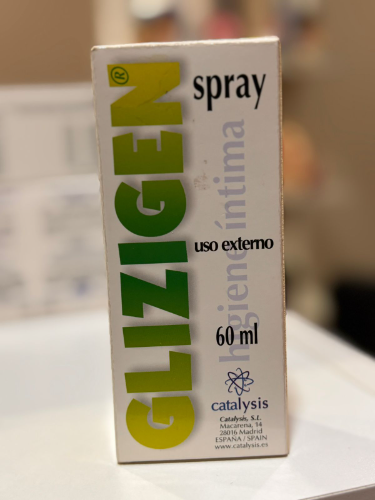 GLIZIGEN®
spray
higiene íntima
uso externo
60 ml
catalysis
Catalysis, S.L.
Macarena, 14
28016 Madrid
ESPAÑA / SPAIN
www.catalysis.es